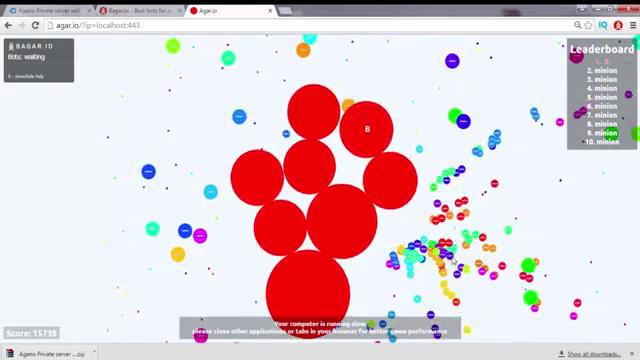 Agario Private Server with
Bagar.io - Best bots for a
Agar.io
agar.io/?ip=localhost:443
BAGAR.IO
Bots: waiting
D - show/hide help
Leaderboard
1. B
2. minion
3. minion
4. minion
5. minion
6. minion
7. minion
8. minion
9. minion
10. minion
B
Your computer is running slow,
please close other applications or tabs in your browser for better game performance
Score: 15738
Agario Private server ....zip
Show all downloads...